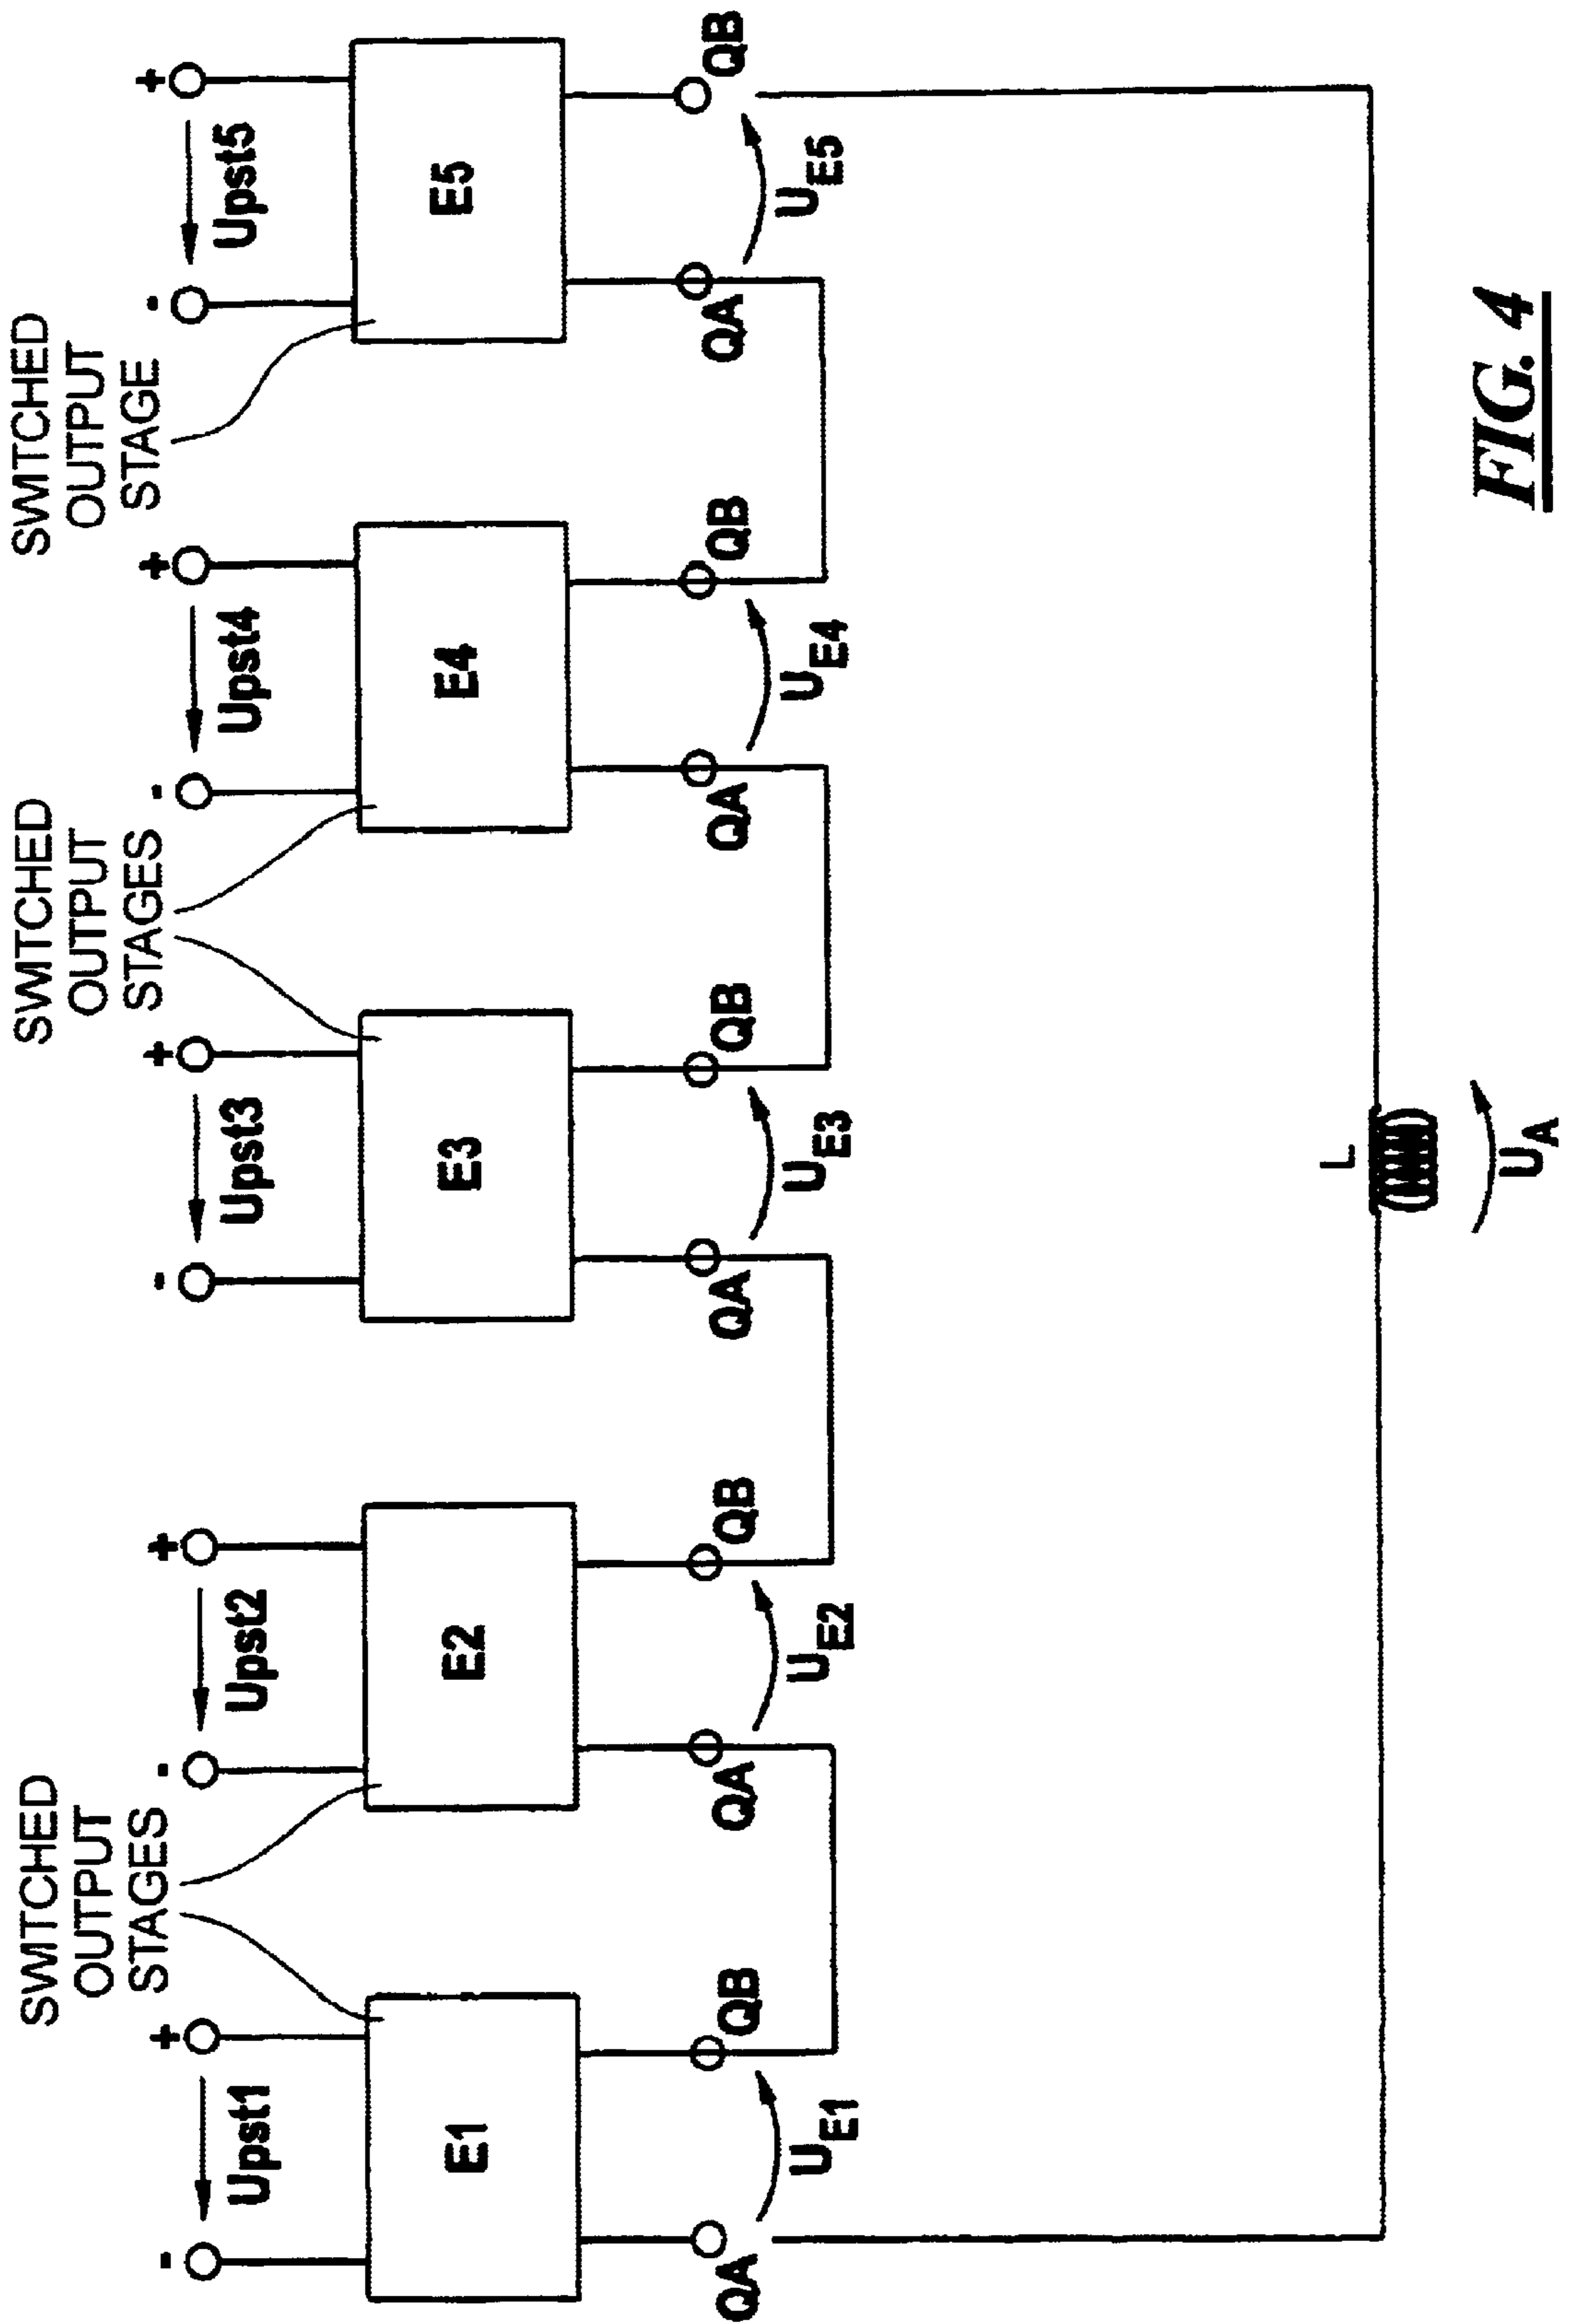 SWITCHED
OUTPUT
STAGES
SWITCHED
OUTPUT
STAGES
SWITCHED
OUTPUT
STAGE
- + - + - + - + - +
Upst1 Upst2 Upst3 Upst4 Upst5
E1 E2 E3 E4 E5
QA QB QA QB QA QB QA QB QA QB
UE1 UE2 UE3 UE4 UE5
L
UA
FIG. 4